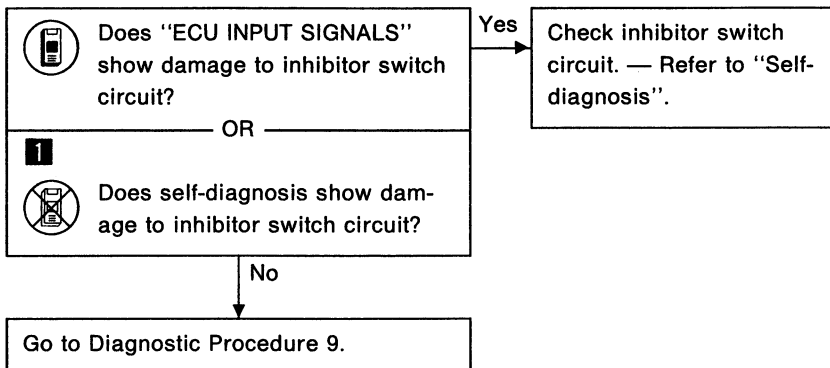 Does ''ECU INPUT SIGNALS''
show damage to inhibitor switch
circuit?
Yes
Check inhibitor switch
circuit. — Refer to ''Self-
diagnosis''.
OR
1
Does self-diagnosis show dam-
age to inhibitor switch circuit?
No
Go to Diagnostic Procedure 9.